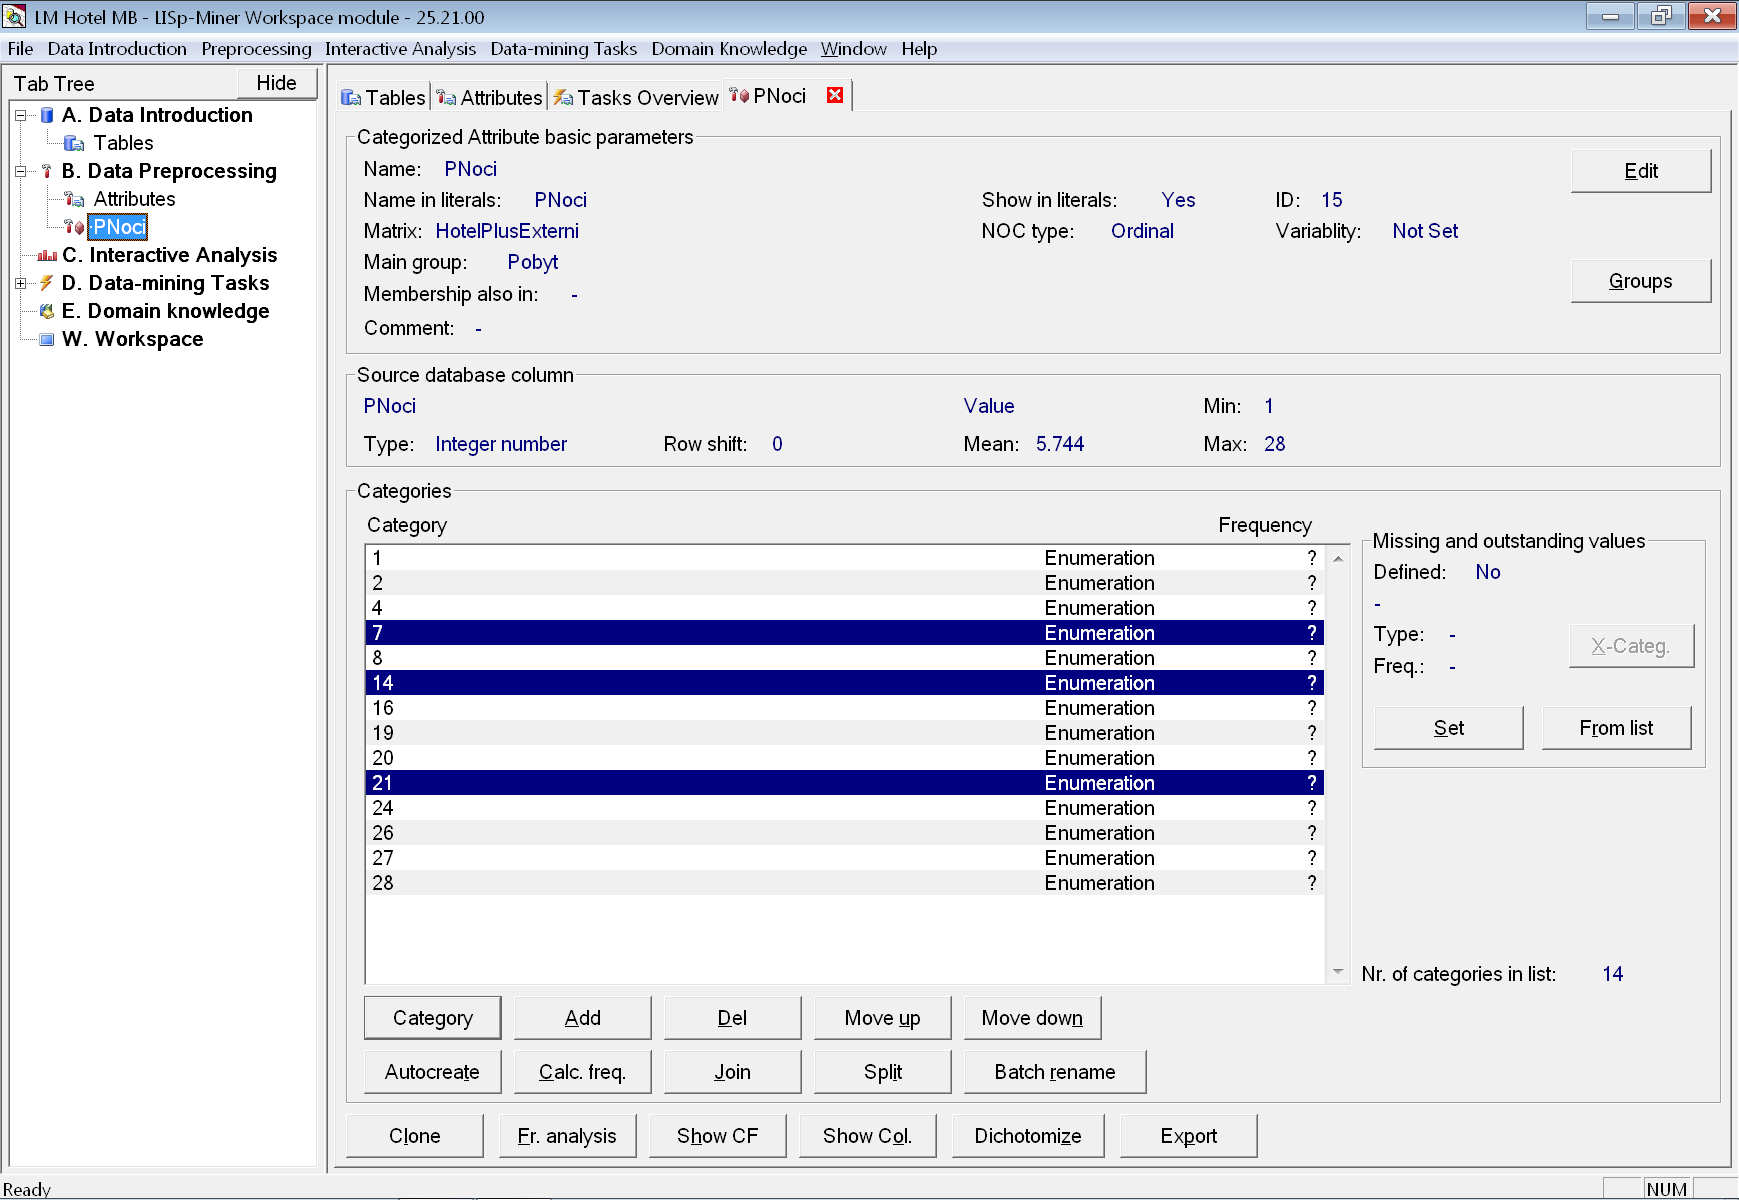 LM Hotel MB - LISp-Miner Workspace module - 25.21.00
File Data Introduction Preprocessing Interactive Analysis Data-mining Tasks Domain Knowledge Window Help
Tab Tree Hide
A. Data Introduction
Tables
B. Data Preprocessing
Attributes
PNoci
C. Interactive Analysis
D. Data-mining Tasks
E. Domain knowledge
W. Workspace
Tables Attributes Tasks Overview PNoci
Categorized Attribute basic parameters
Name: PNoci Edit
Name in literals: PNoci Show in literals: Yes ID: 15
Matrix: HotelPlusExterni NOC type: Ordinal Variablity: Not Set
Main group: Pobyt
Membership also in: - Groups
Comment: -
Source database column
PNoci Value Min: 1
Type: Integer number Row shift: 0 Mean: 5.744 Max: 28
Categories
Category Frequency
1 Enumeration ?
2 Enumeration ?
4 Enumeration ?
7 Enumeration ?
8 Enumeration ?
14 Enumeration ?
16 Enumeration ?
19 Enumeration ?
20 Enumeration ?
21 Enumeration ?
24 Enumeration ?
26 Enumeration ?
27 Enumeration ?
28 Enumeration ?
Missing and outstanding values
Defined: No
-
Type: -
X-Categ.
Freq.: -
Set From list
Nr. of categories in list: 14
Category Add Del Move up Move down
Autocreate Calc. freq. Join Split Batch rename
Clone Fr. analysis Show CF Show Col. Dichotomize Export
Ready NUM